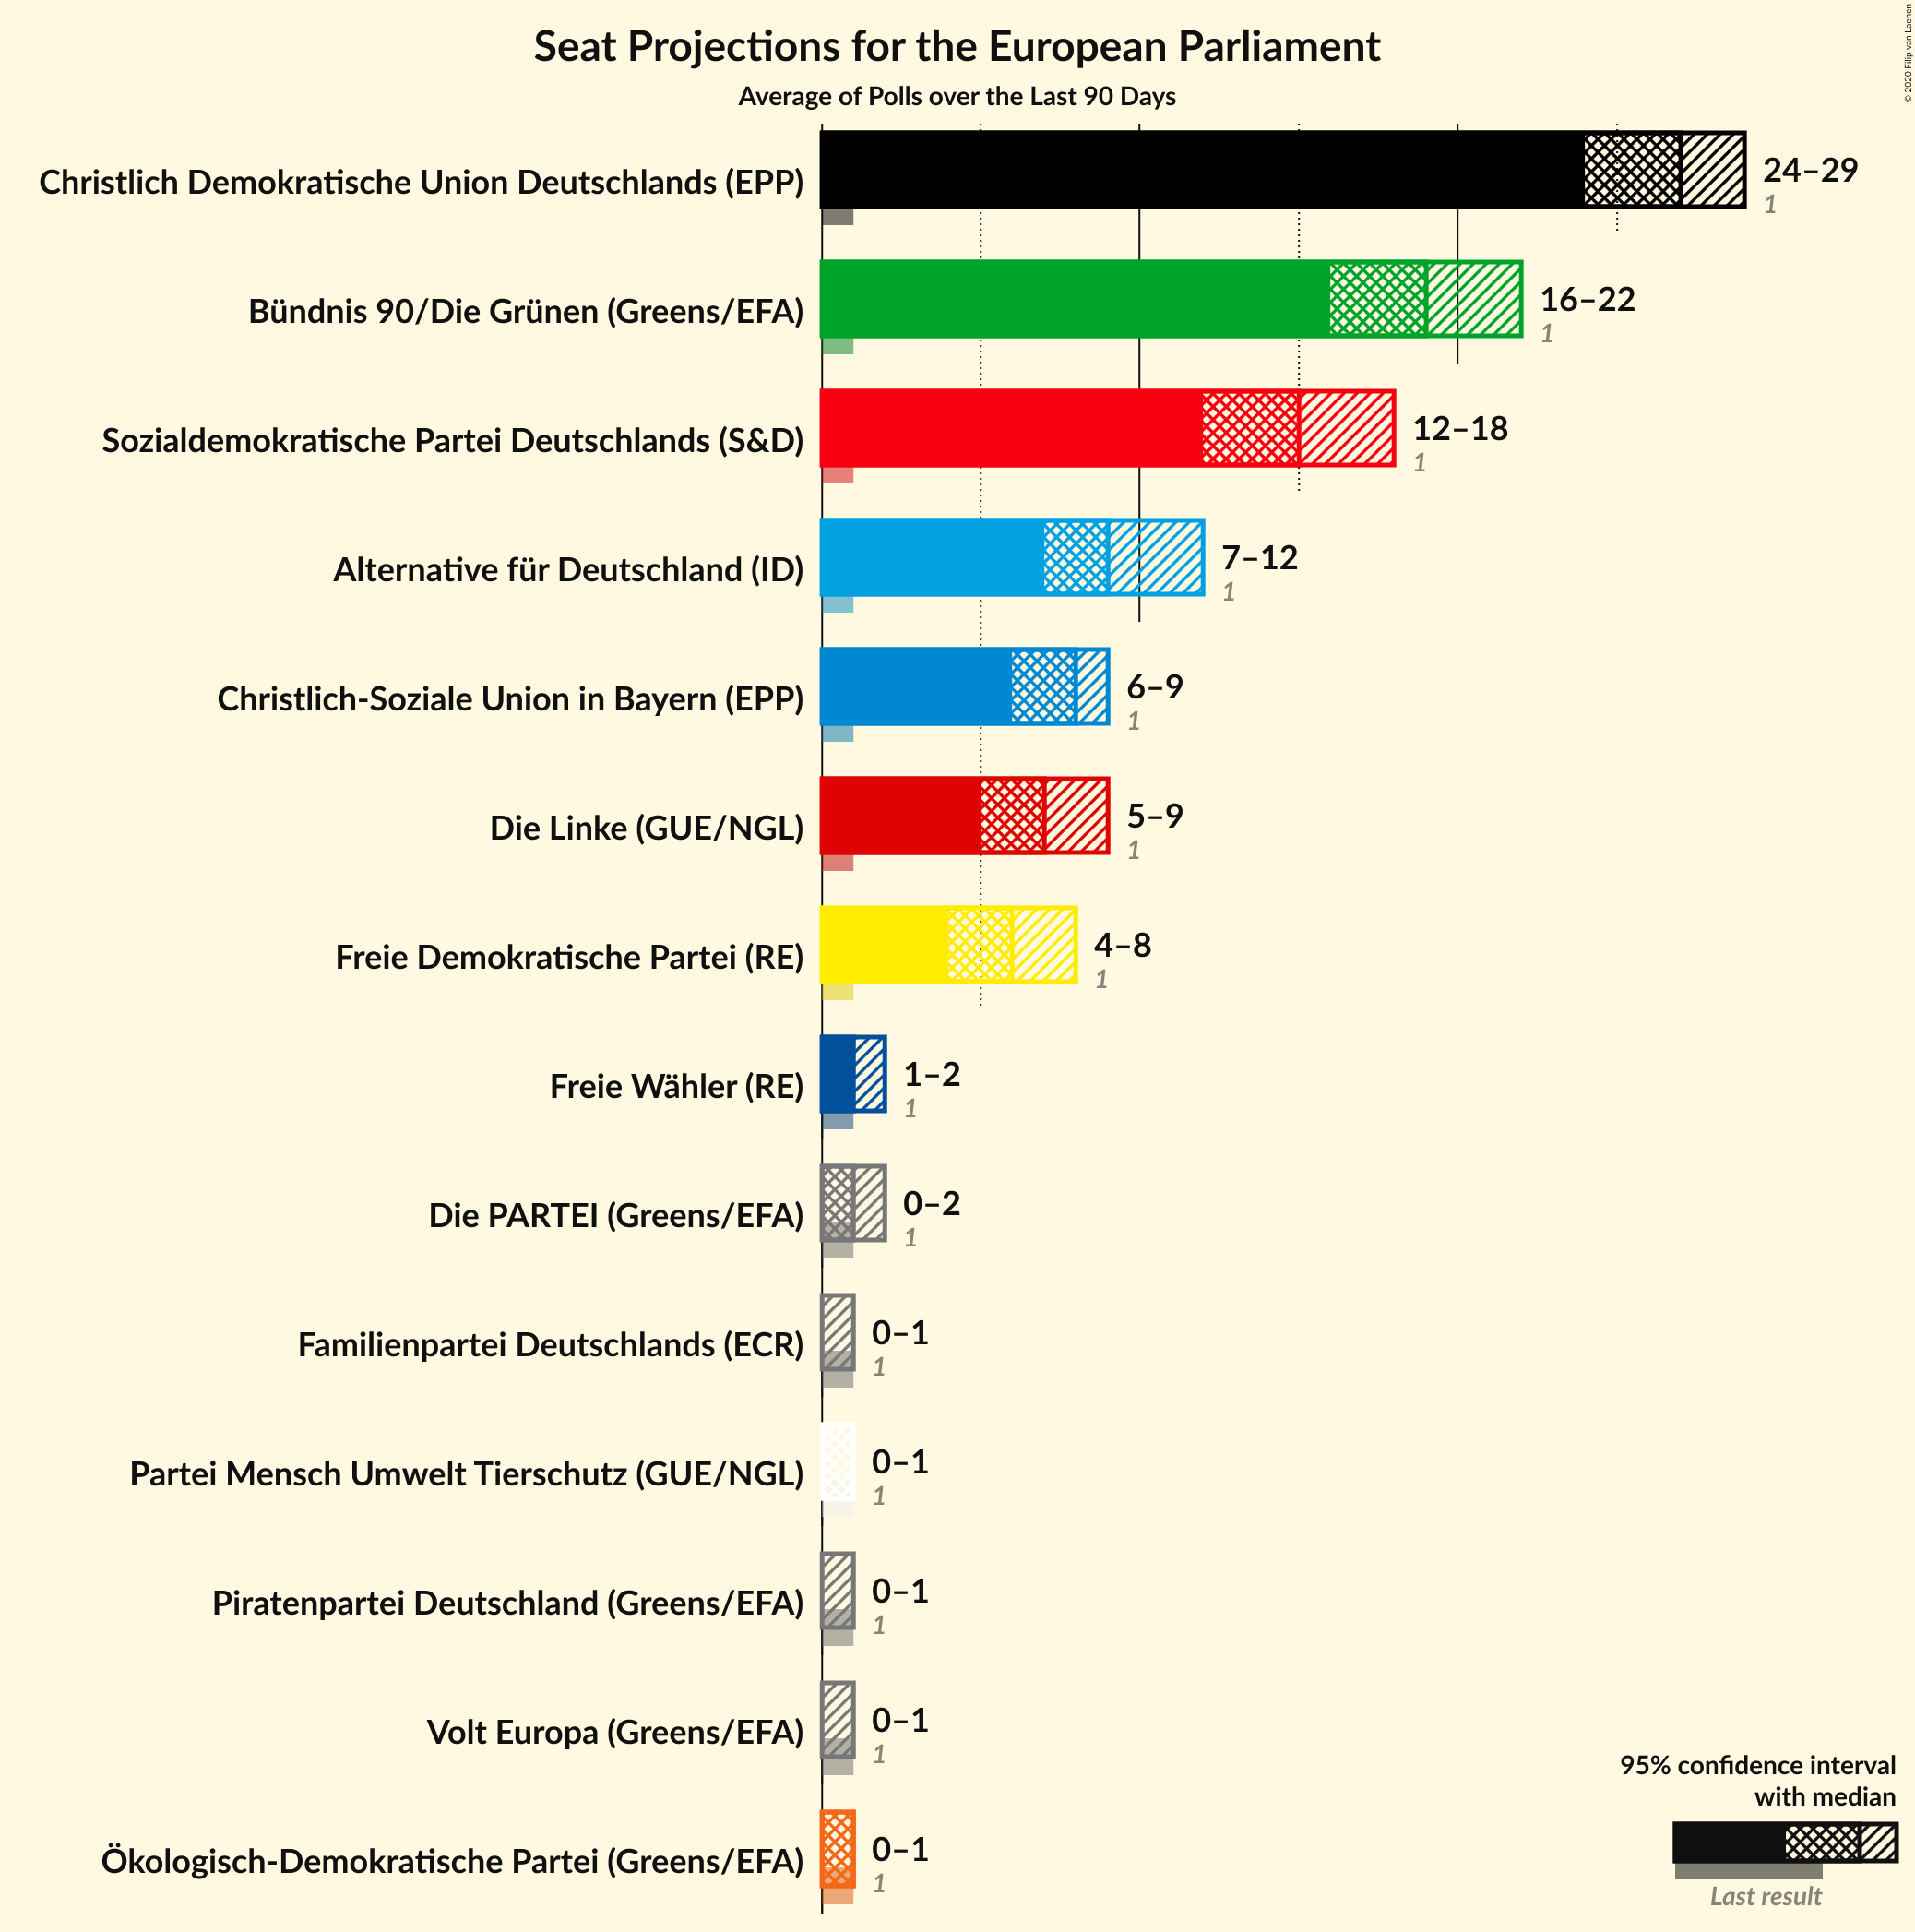 Seat Projections for the European Parliament
Average of Polls over the Last 90 Days
© 2020 Filip van Laenen
Christlich Demokratische Union Deutschlands (EPP)
24–29
1
Bündnis 90/Die Grünen (Greens/EFA)
16–22
1
Sozialdemokratische Partei Deutschlands (S&D)
12–18
1
Alternative für Deutschland (ID)
7–12
1
Christlich-Soziale Union in Bayern (EPP)
6–9
1
Die Linke (GUE/NGL)
5–9
1
Freie Demokratische Partei (RE)
4–8
1
Freie Wähler (RE)
1–2
1
Die PARTEI (Greens/EFA)
0–2
1
Familienpartei Deutschlands (ECR)
0–1
1
Partei Mensch Umwelt Tierschutz (GUE/NGL)
0–1
1
Piratenpartei Deutschland (Greens/EFA)
0–1
1
Volt Europa (Greens/EFA)
0–1
1
Ökologisch-Demokratische Partei (Greens/EFA)
0–1
1
95% confidence interval
with median
Last result